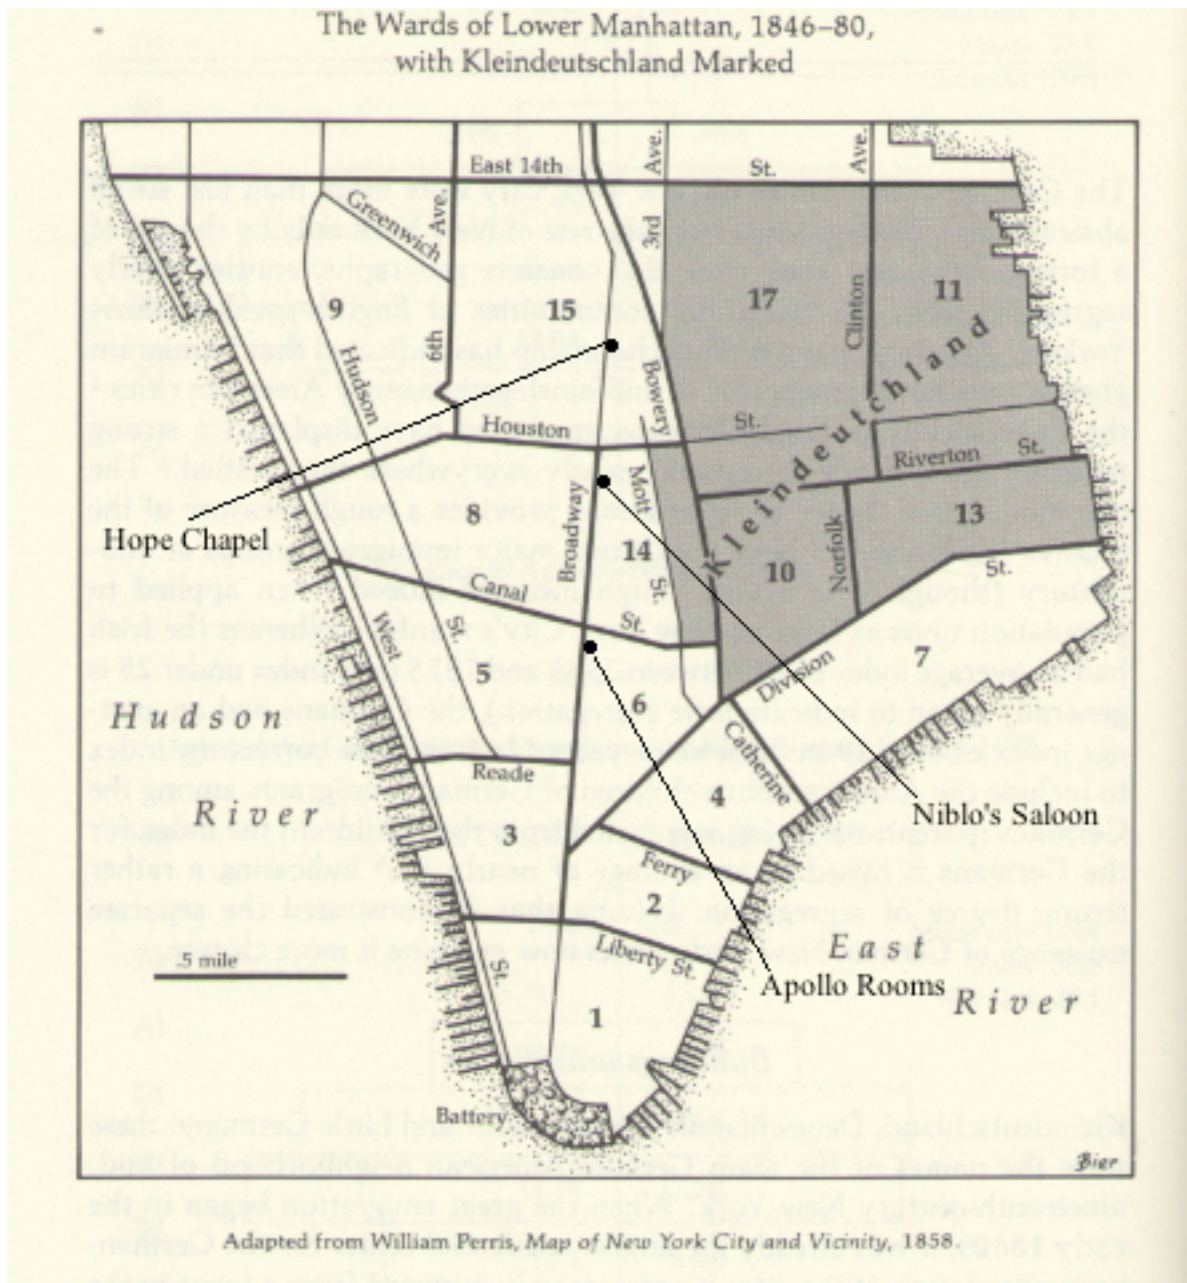 The Wards of Lower Manhattan, 1846–80,
with Kleindeutschland Marked
East 14th St.
Ave.
Ave.
Ave.
Greenwich
3rd
6th
9
15
17
11
Clinton
Hudson
Bowery
Kleindeutchland
Houston St.
Riverton St.
Hope Chapel
8
Broadway
Mott
14
St.
10
Norfolk
13
Canal St.
St.
St.
West
5
6
Division
7
Hudson
River
Reade
Catherine
4
Niblo's Saloon
3
Ferry
2
Liberty St.
East
River
.5 mile
St.
Apollo Rooms
1
Battery
Bier
Adapted from William Perris, Map of New York City and Vicinity, 1858.